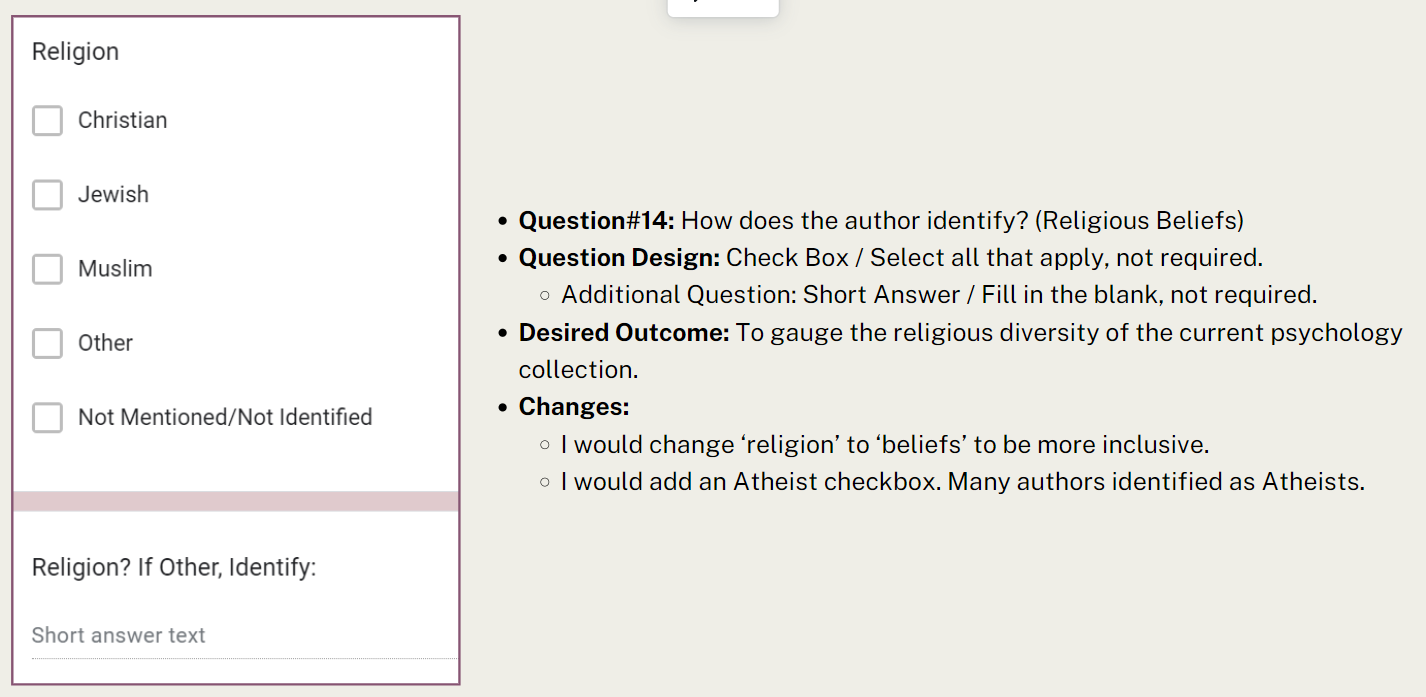 Religion
Christian
Jewish
Muslim
Other
Not Mentioned/Not Identified
Religion? If Other, Identify:
Short answer text
• Question#14: How does the author identify? (Religious Beliefs)
• Question Design: Check Box / Select all that apply, not required.
○ Additional Question: Short Answer / Fill in the blank, not required.
• Desired Outcome: To gauge the religious diversity of the current psychology
collection.
• Changes:
○ I would change ‘religion’ to ‘beliefs’ to be more inclusive.
○ I would add an Atheist checkbox. Many authors identified as Atheists.